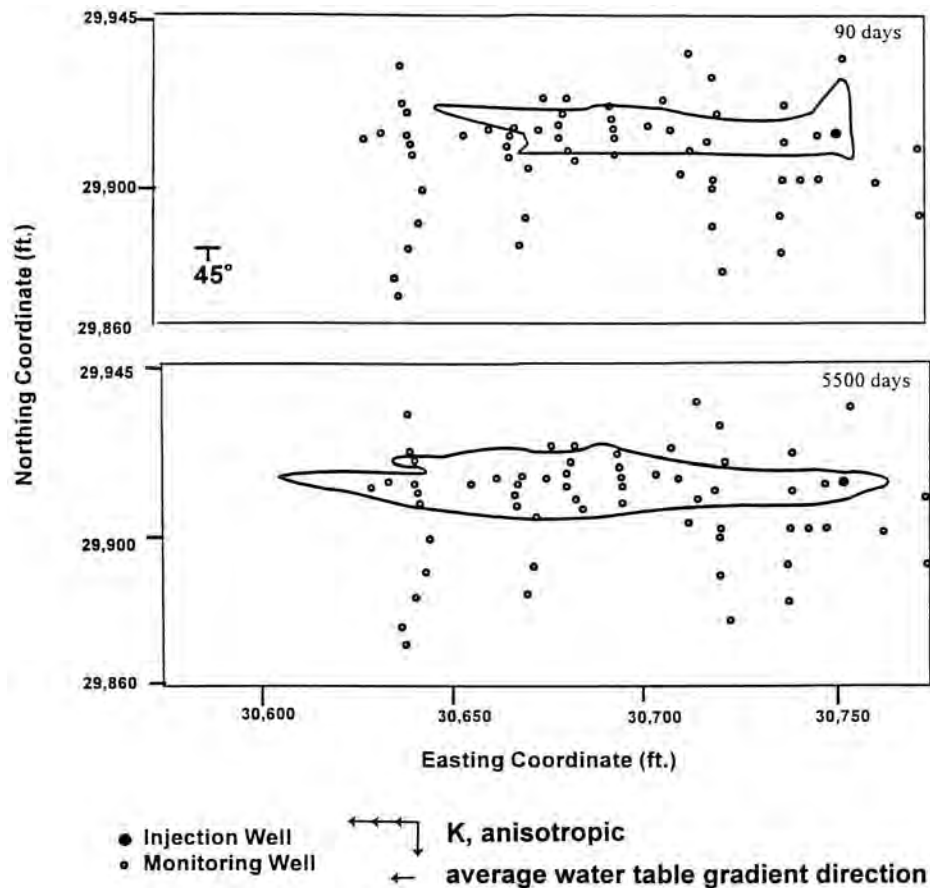 29,945
90 days
29,900
45°
29,860
Northing Coordinate (ft.)
29,945
5500 days
29,900
29,860
30,600 30,650 30,700 30,750
Easting Coordinate (ft.)
Injection Well
Monitoring Well
K, anisotropic
average water table gradient direction